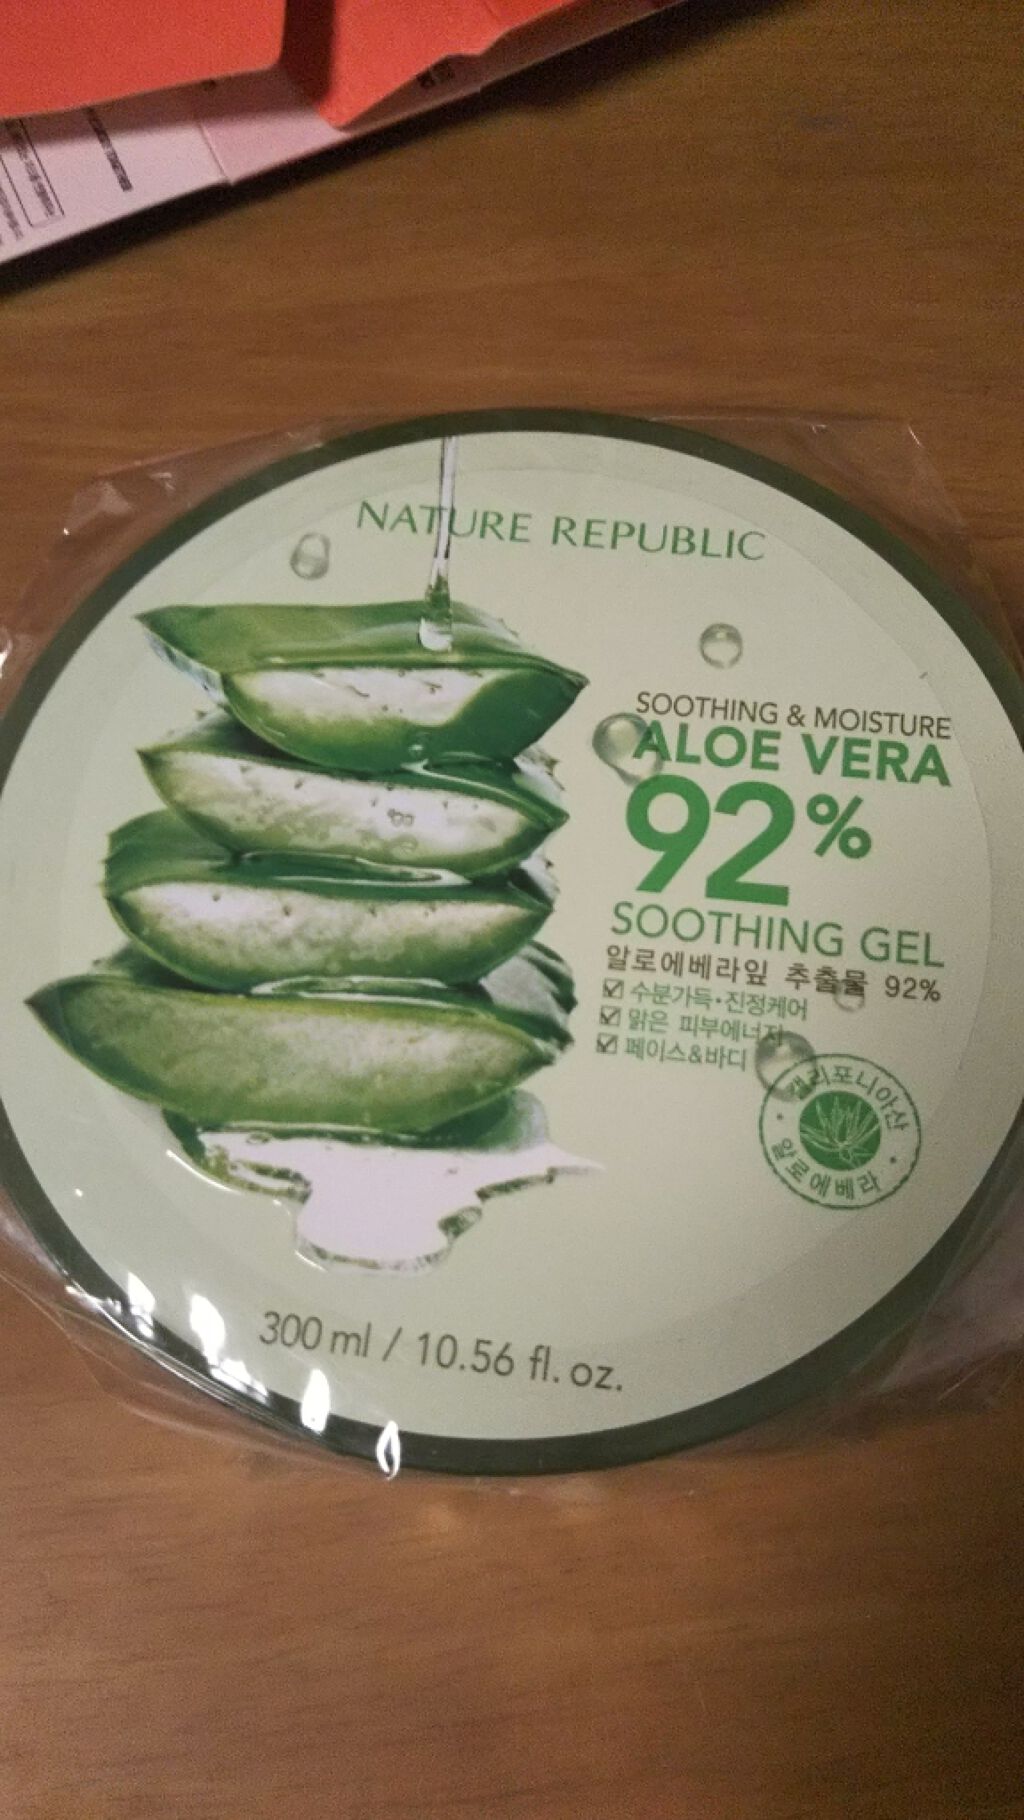 NATURE REPUBLIC
SOOTHING & MOISTURE
ALOE VERA
92%
SOOTHING GEL
알로에베라잎 추출물 92%
☑ 수분가득·진정케어
☑ 맑은 피부에너지
☑ 페이스&바디
캘리포니아산
알로에베라
300 ml / 10.56 fl. oz.